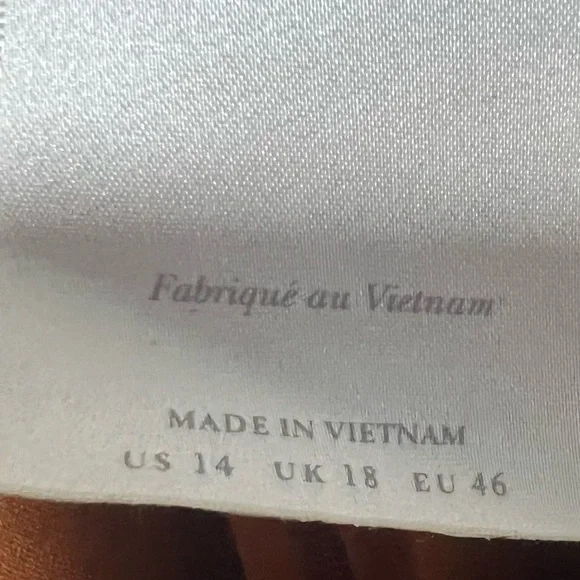 Fabriqué au Vietnam
MADE IN VIETNAM
US 14 UK 18 EU 46